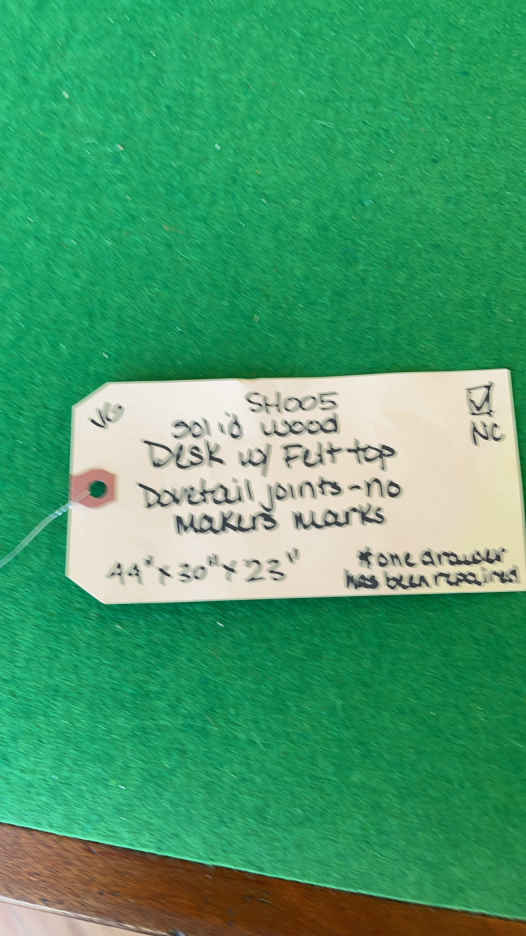 VG
SH005
solid wood
Desk w/ Felt top
Dovetail joints - no
makers marks
44" x 30" x 23"
*one drawer
has been repaired
☑
NC